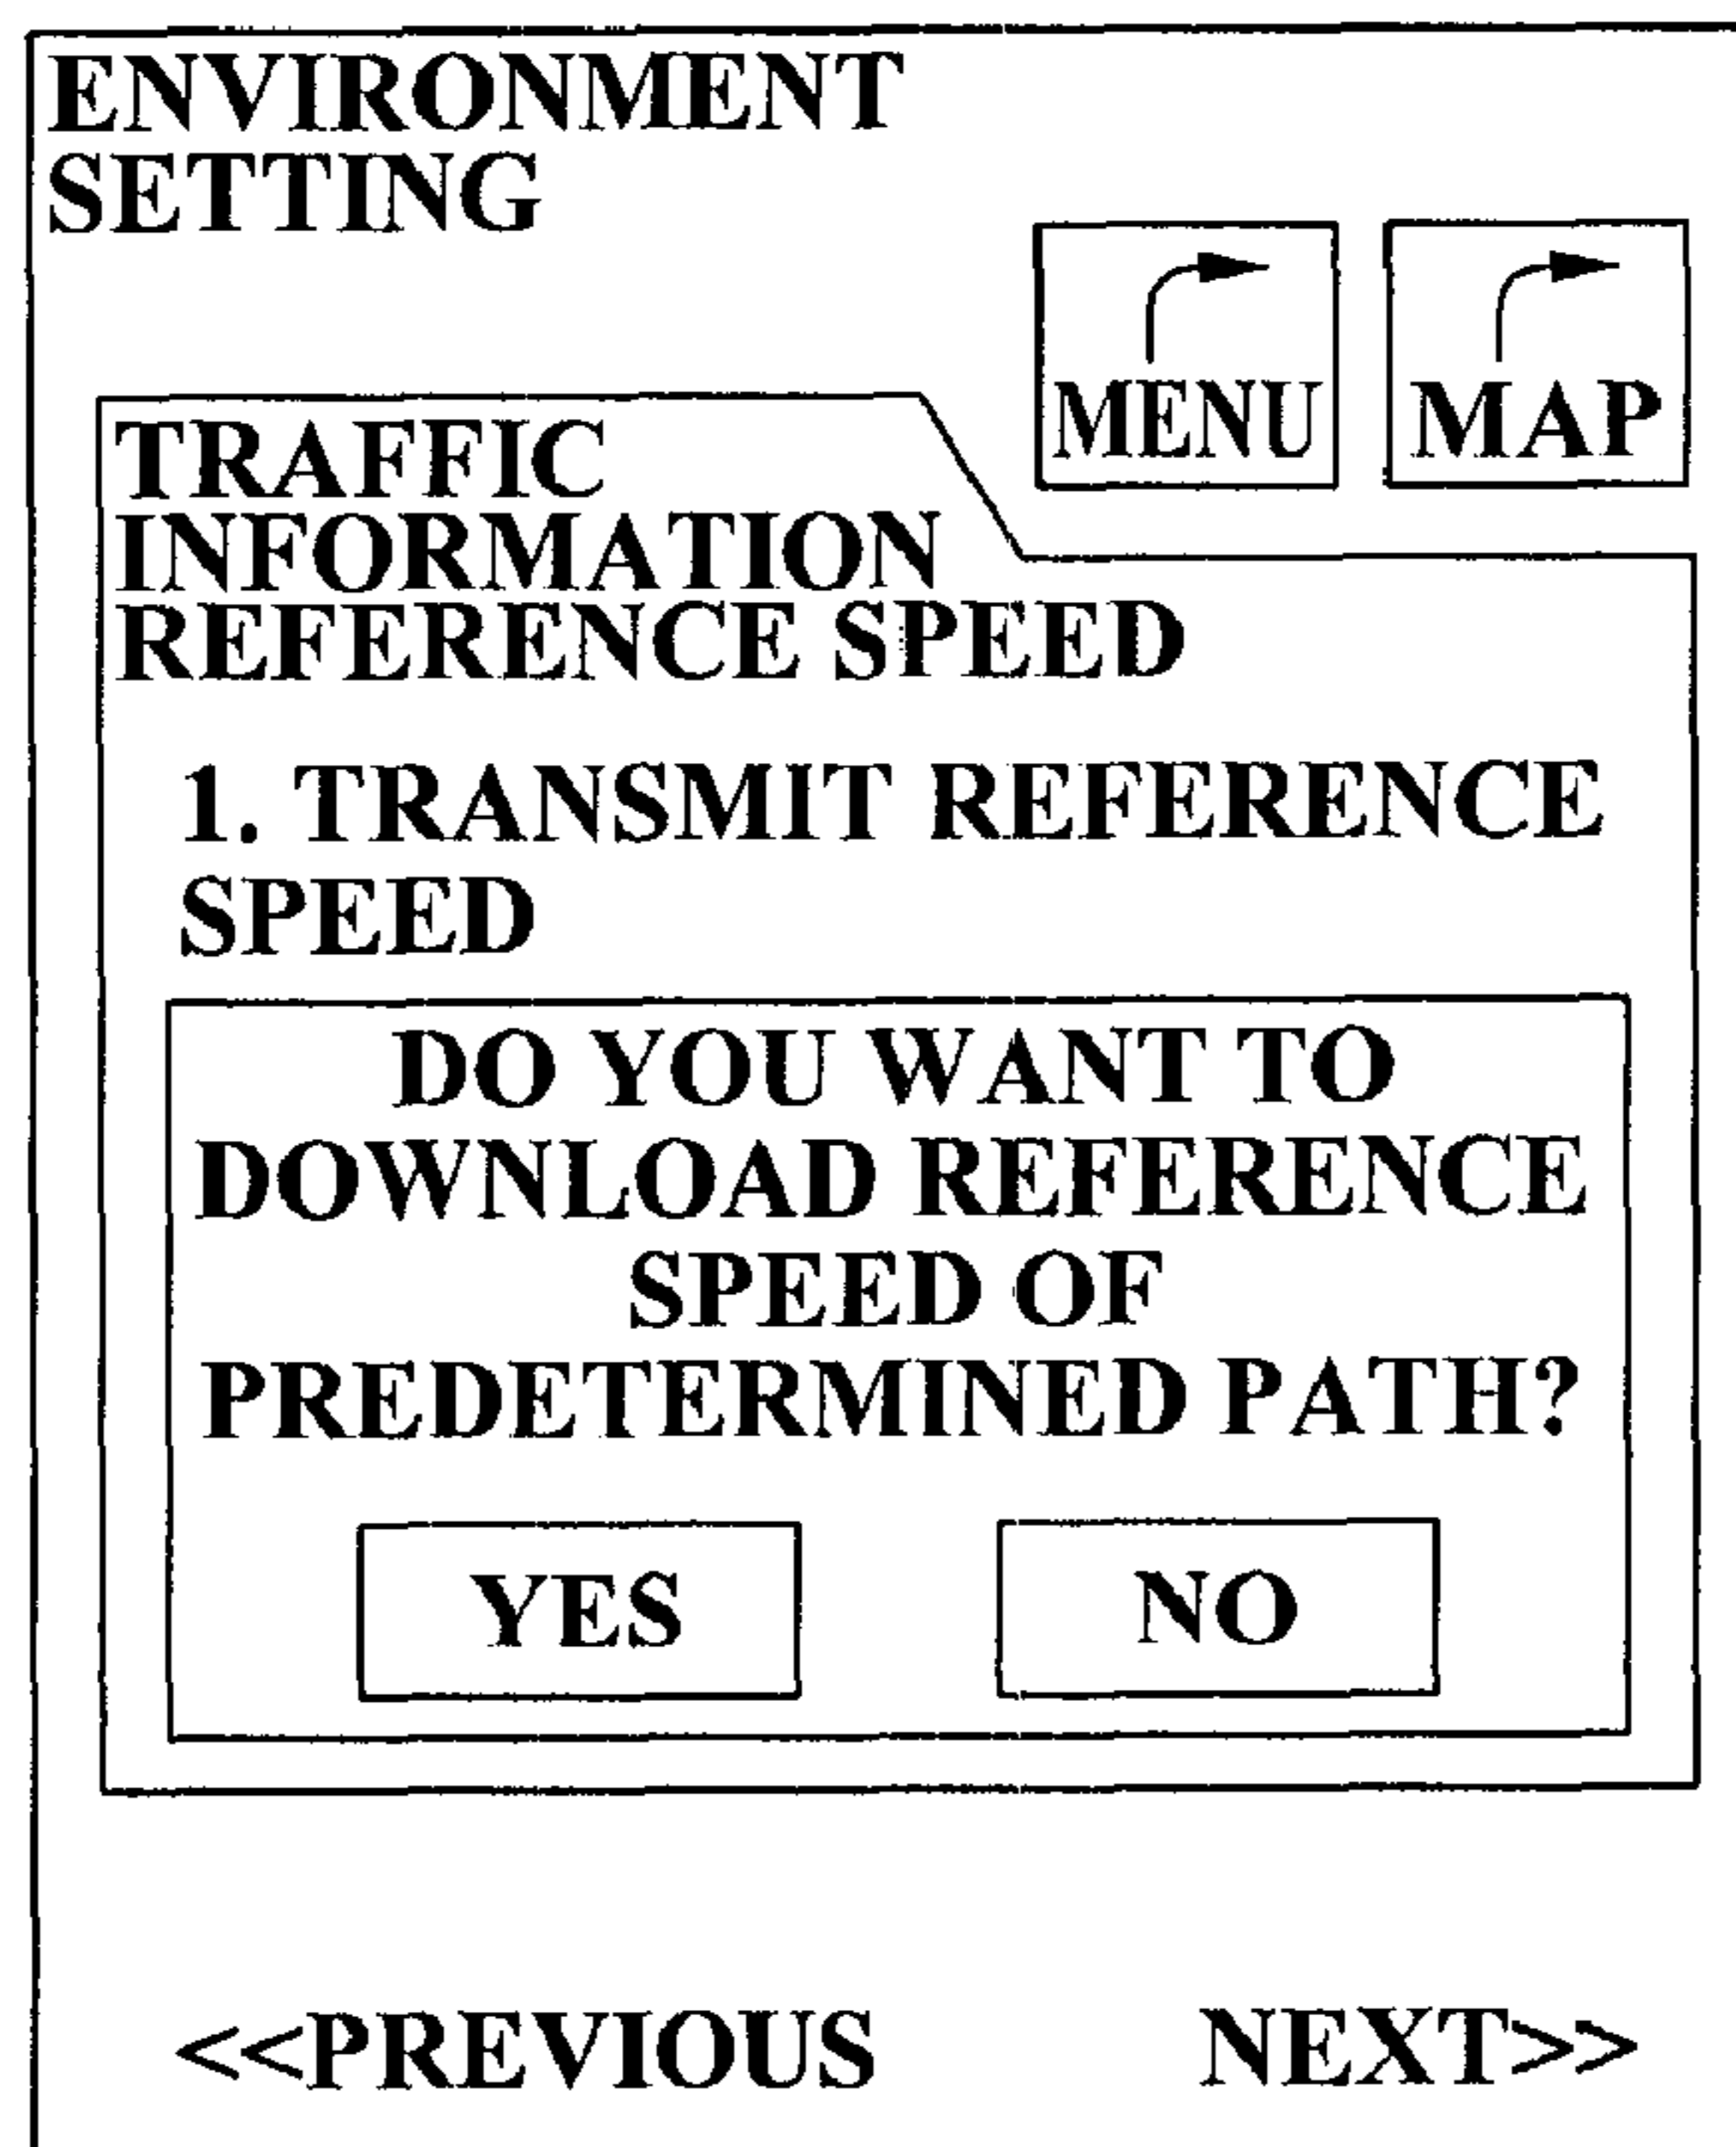 ENVIRONMENT
SETTING
MENU
MAP
TRAFFIC
INFORMATION
REFERENCE SPEED
1. TRANSMIT REFERENCE
SPEED
DO YOU WANT TO
DOWNLOAD REFERENCE
SPEED OF
PREDETERMINED PATH?
YES
NO
<<PREVIOUS
NEXT>>